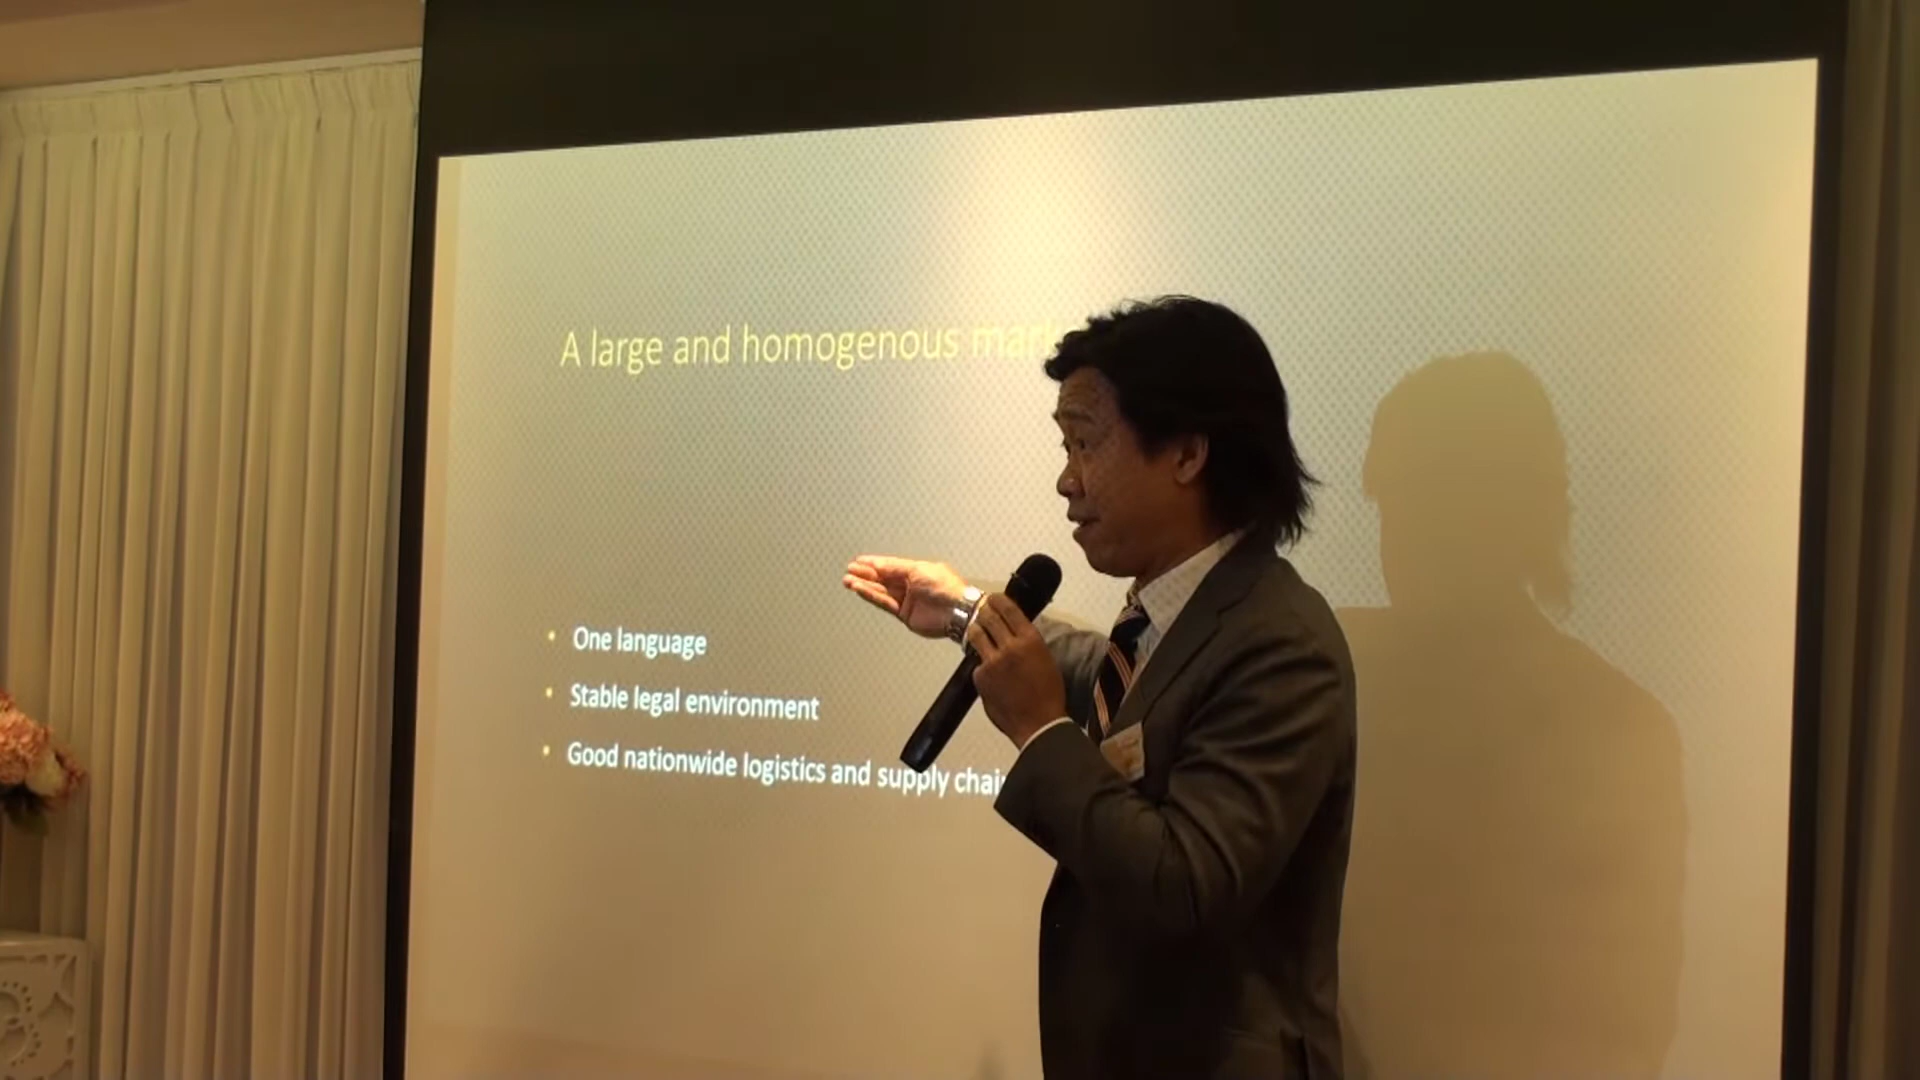 A large and homogenous
• One language
• Stable legal environment
• Good nationwide logistics and supply